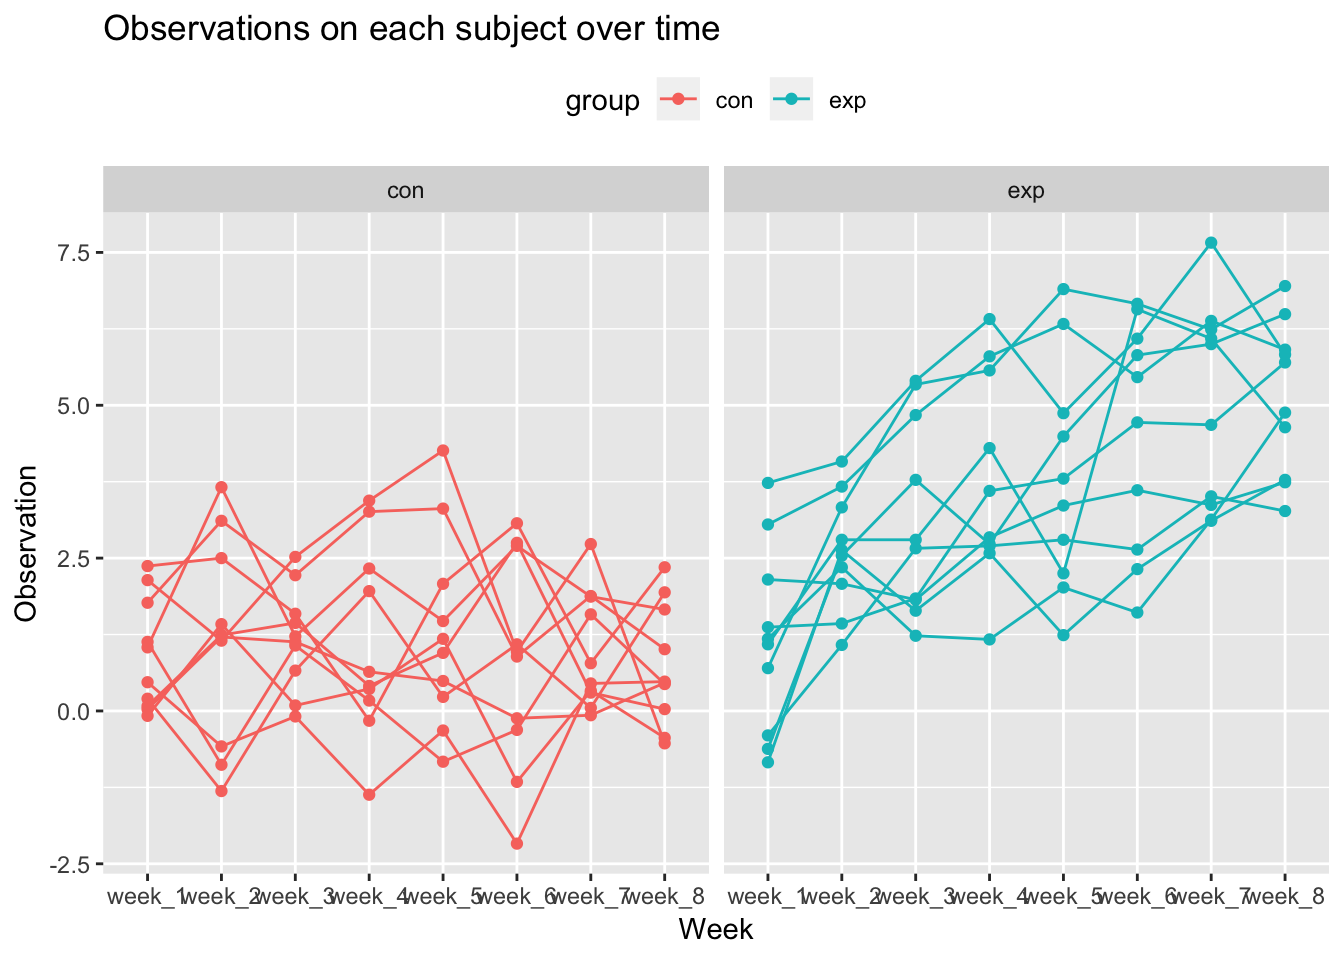 Observations on each subject over time
group con exp
con exp
7.5
5.0
2.5
0.0
-2.5
Observation
week_1 week_2 week_3 week_4 week_5 week_6 week_7 week_8 week_1 week_2 week_3 week_4 week_5 week_6 week_7 week_8
Week